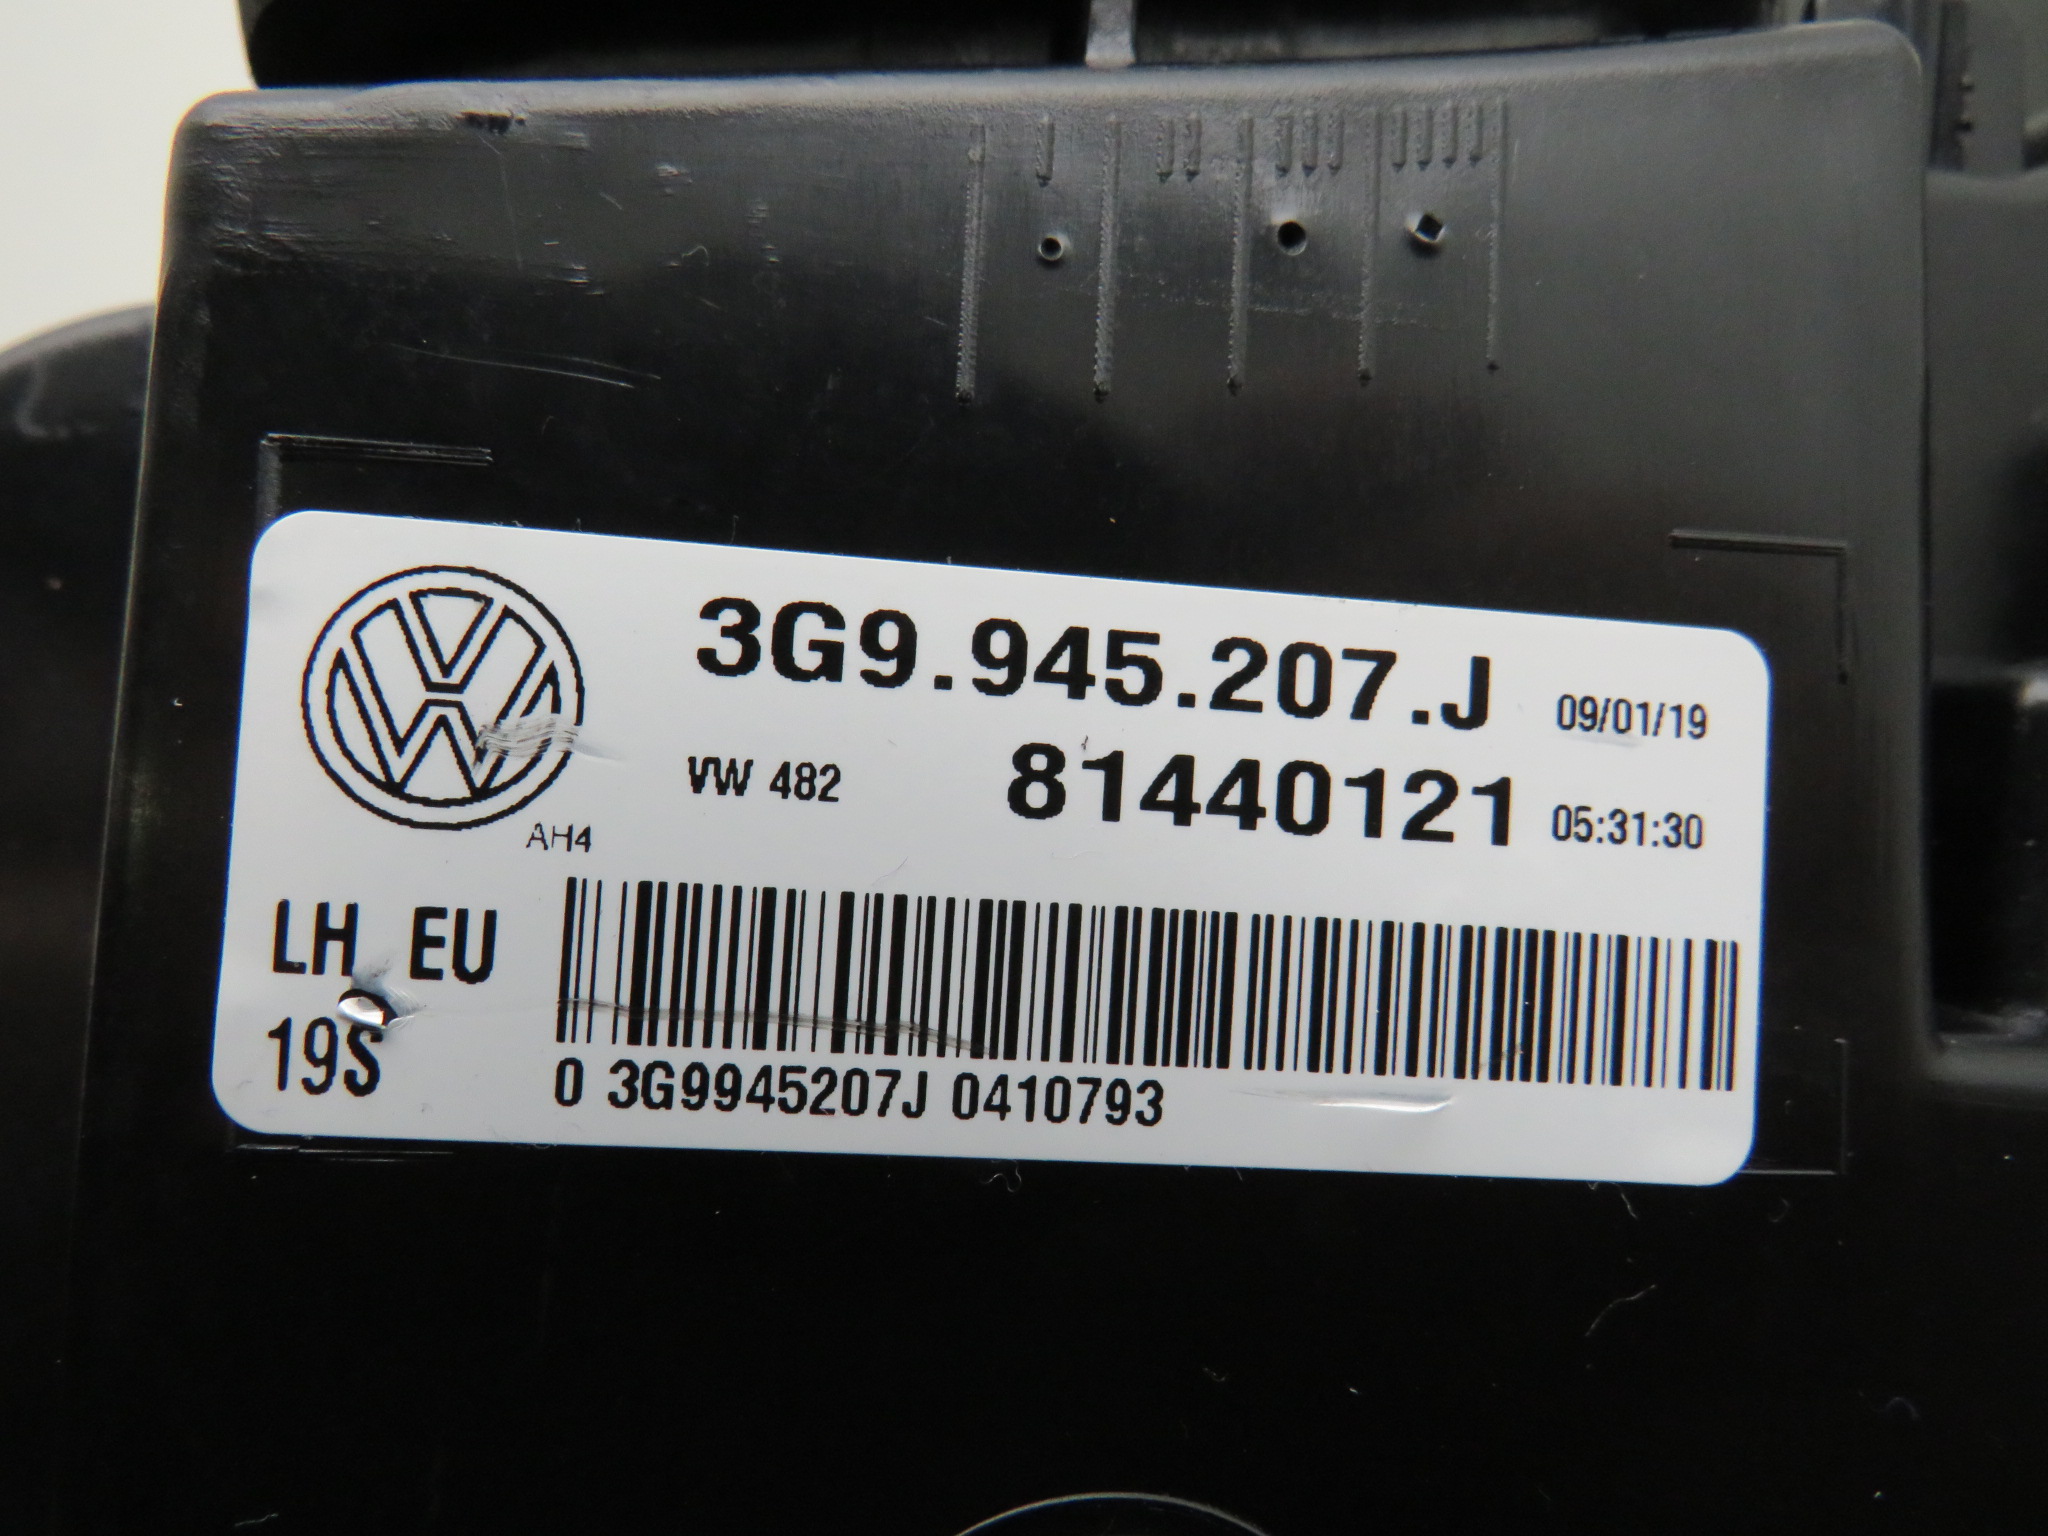 3G9.945.207.J 09/01/19
VW 482 81440121 05:31:30
AH4
LH EU
19S
0 3G9945207J 0410793